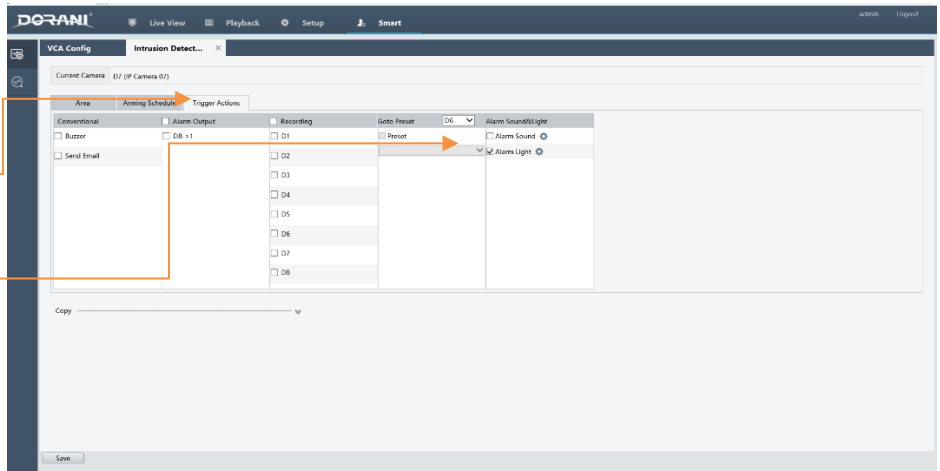 DORANI Live View Playback Setup Smart admin Logout
VCA Config Intrusion Detect... ×
Current Camera D7 (IP Camera 07)
Area Arming Schedule Trigger Actions
Conventional Alarm Output Recording Goto Preset D6 Alarm Sound&Light
Buzzer D8->1 D1 Preset Alarm Sound
Send Email D2 Alarm Light
D3
D4
D5
D6
D7
D8
Copy
Save